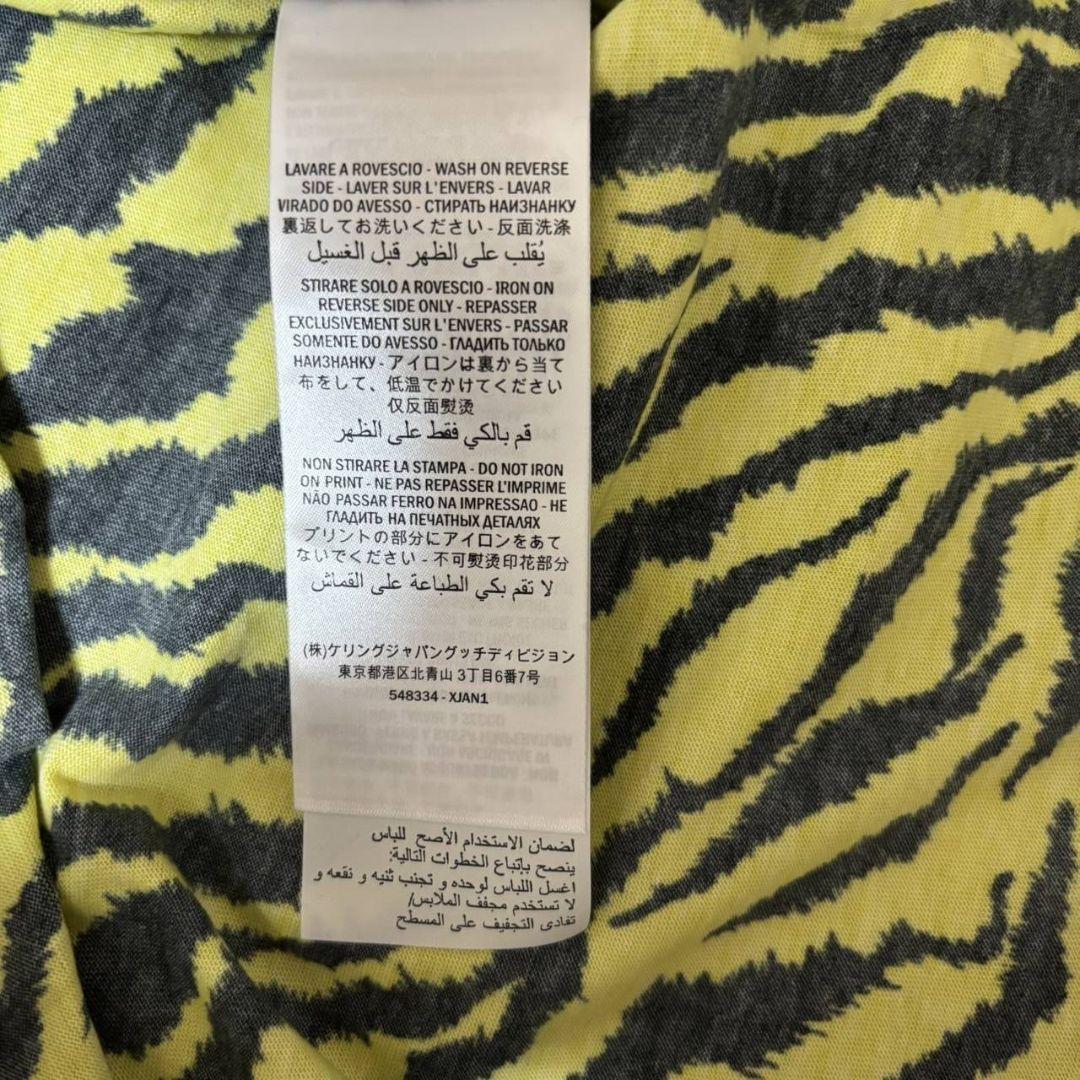 LAVARE A ROVESCIO - WASH ON REVERSE
SIDE - LAVER SUR L'ENVERS - LAVAR
VIRADO DO AVESSO - СТИРАТЬ НАИЗНАНКУ
裏返してお洗いください - 反面洗涤
يُقلب على الظهر قبل الغسيل
STIRARE SOLO A ROVESCIO - IRON ON
REVERSE SIDE ONLY - REPASSER
EXCLUSIVEMENT SUR L'ENVERS - PASSAR
SOMENTE DO AVESSO - ГЛАДИТЬ ТОЛЬКО
НАИЗНАНКУ - アイロンは裏から当て
布をして、低温でかけてください
仅反面熨烫
قم بالكي فقط على الظهر
NON STIRARE LA STAMPA - DO NOT IRON
ON PRINT - NE PAS REPASSER L'IMPRIME
NÃO PASSAR FERRO NA IMPRESSAO - НЕ
ГЛАДИТЬ НА ПЕЧАТНЫХ ДЕТАЛЯХ
プリントの部分にアイロンをあて
ないでください - 不可熨烫印花部分
لا تقم بكي الطباعة على القماش
(株)ケリングジャパングッチディビジョン
東京都港区北青山 3丁目6番7号
548334 - XJAN1
لضمان الاستخدام الأصح للباس
ينصح بإتباع الخطوات التالية:
اغسل اللباس لوحده و تجنب ثنيه و نقعه و
لا تستخدم مجفف الملابس/
تفادى التجفيف على المسطح